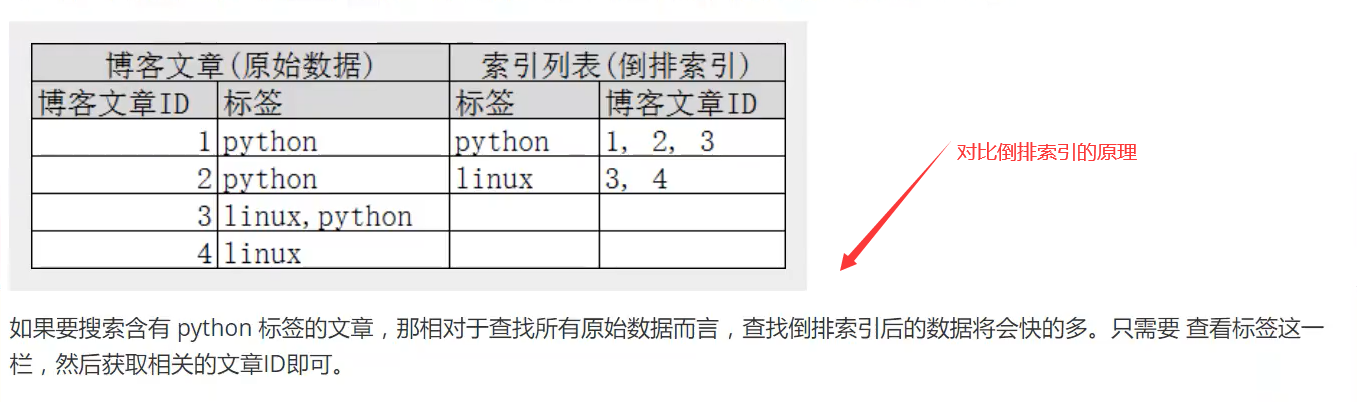 博客文章(原始数据) 索引列表(倒排索引)
博客文章ID 标签 标签 博客文章ID
1 python python 1, 2, 3
2 python linux 3, 4
3 linux,python
4 linux
对比倒排索引的原理
如果要搜索含有 python 标签的文章，那相对于查找所有原始数据而言，查找倒排索引后的数据将会快的多。只需要 查看标签这一
栏，然后获取相关的文章ID即可。